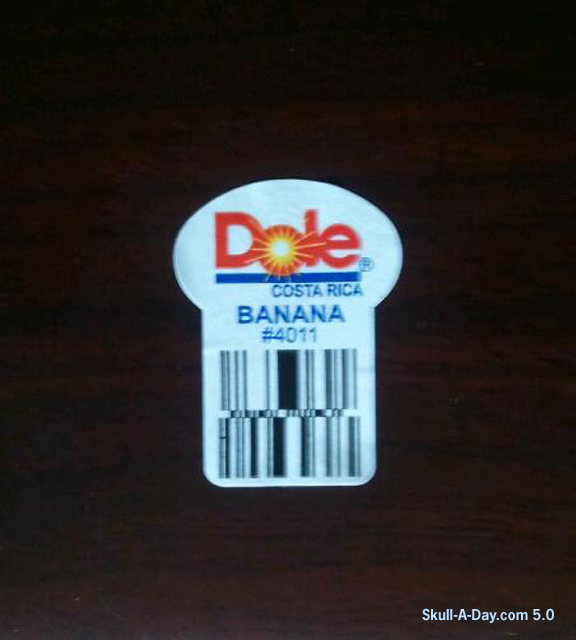 Dole®
COSTA RICA
BANANA
#4011
Skull-A-Day.com 5.0